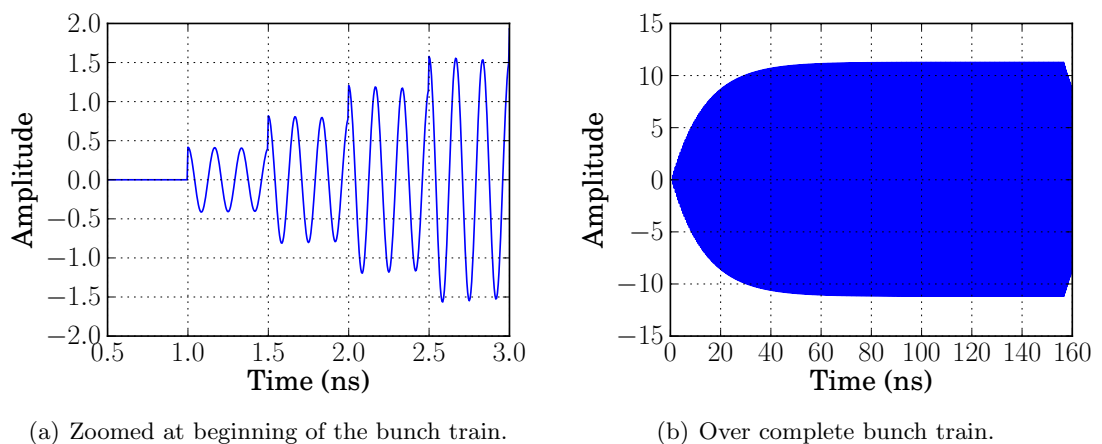 2.0
1.5
1.0
0.5
0.0
−0.5
−1.0
−1.5
−2.0
Amplitude
0.5 1.0 1.5 2.0 2.5 3.0
Time (ns)
(a) Zoomed at beginning of the bunch train.
15
10
5
0
−5
−10
−15
Amplitude
0 20 40 60 80 100 120 140 160
Time (ns)
(b) Over complete bunch train.